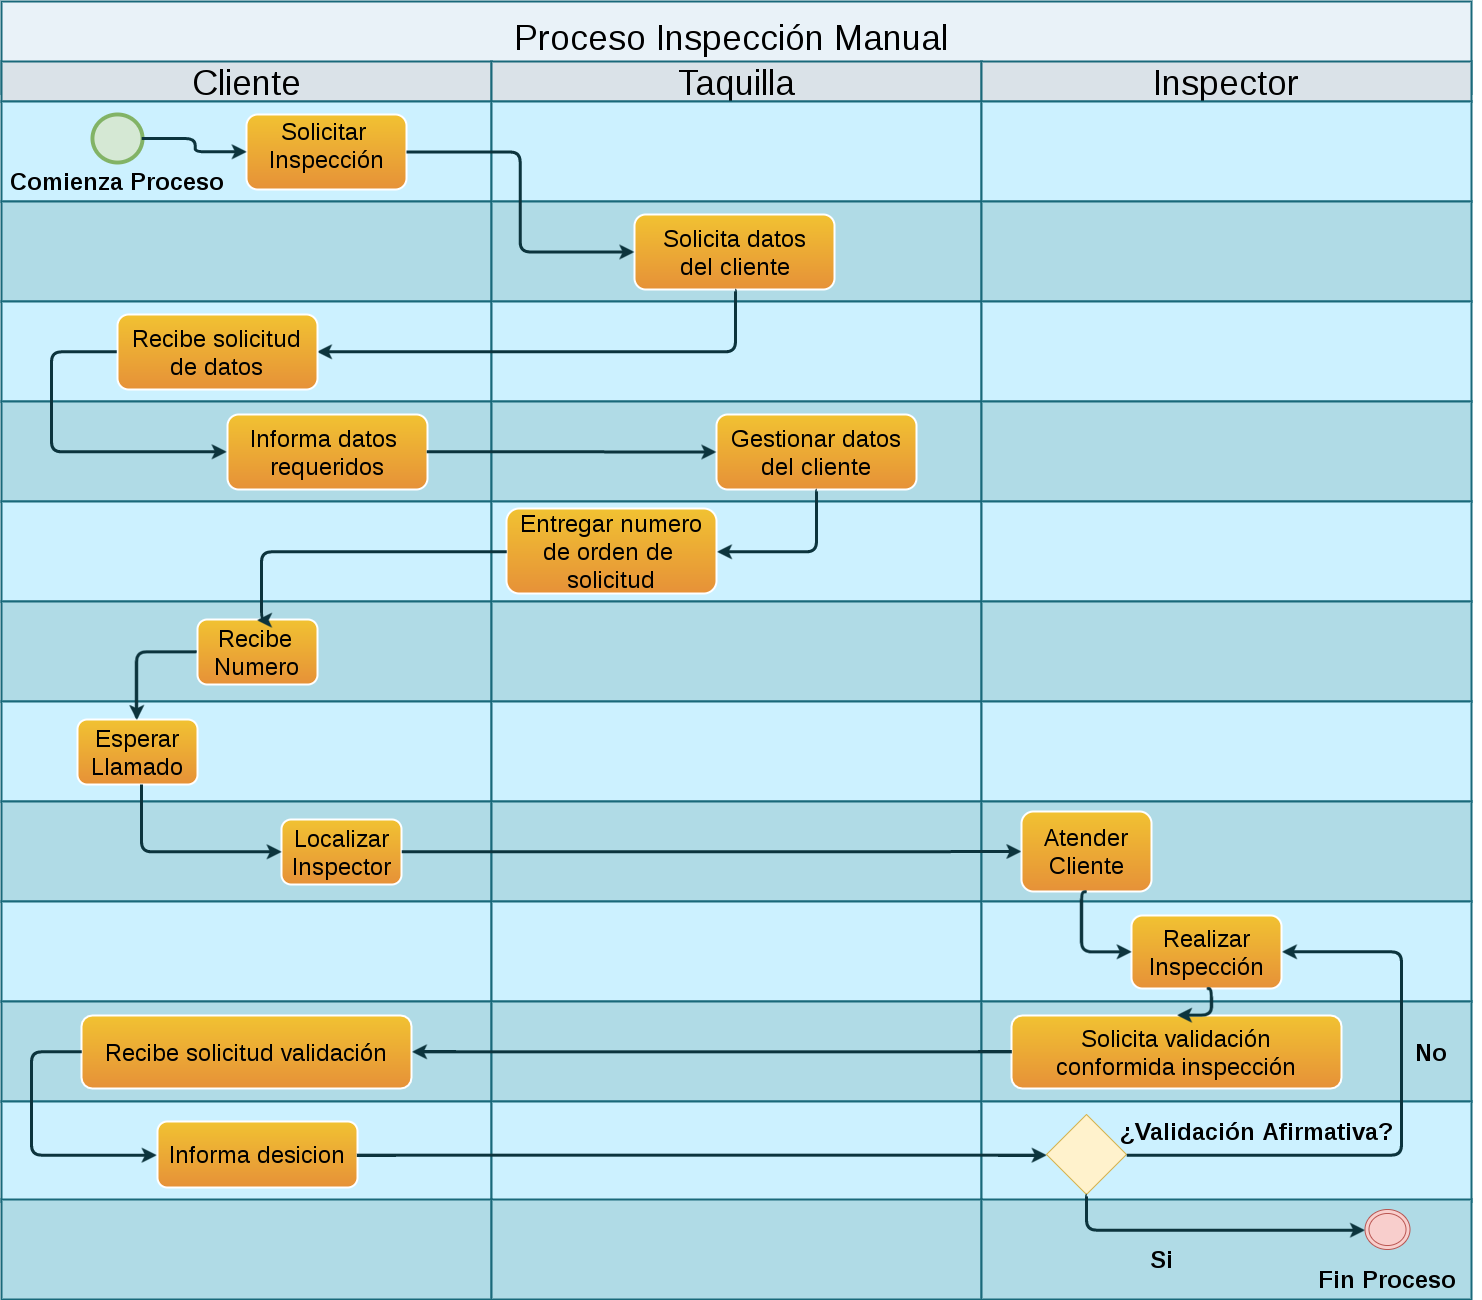 Proceso Inspección Manual
Cliente
Taquilla
Inspector
Solicitar
Inspección
Comienza Proceso
Solicita datos
del cliente
Recibe solicitud
de datos
Informa datos
requeridos
Gestionar datos
del cliente
Entregar numero
de orden de
solicitud
Recibe
Numero
Esperar
Llamado
Localizar
Inspector
Atender
Cliente
Realizar
Inspección
Recibe solicitud validación
Solicita validación
conformida inspección
No
Informa desicion
¿Validación Afirmativa?
Si
Fin Proceso